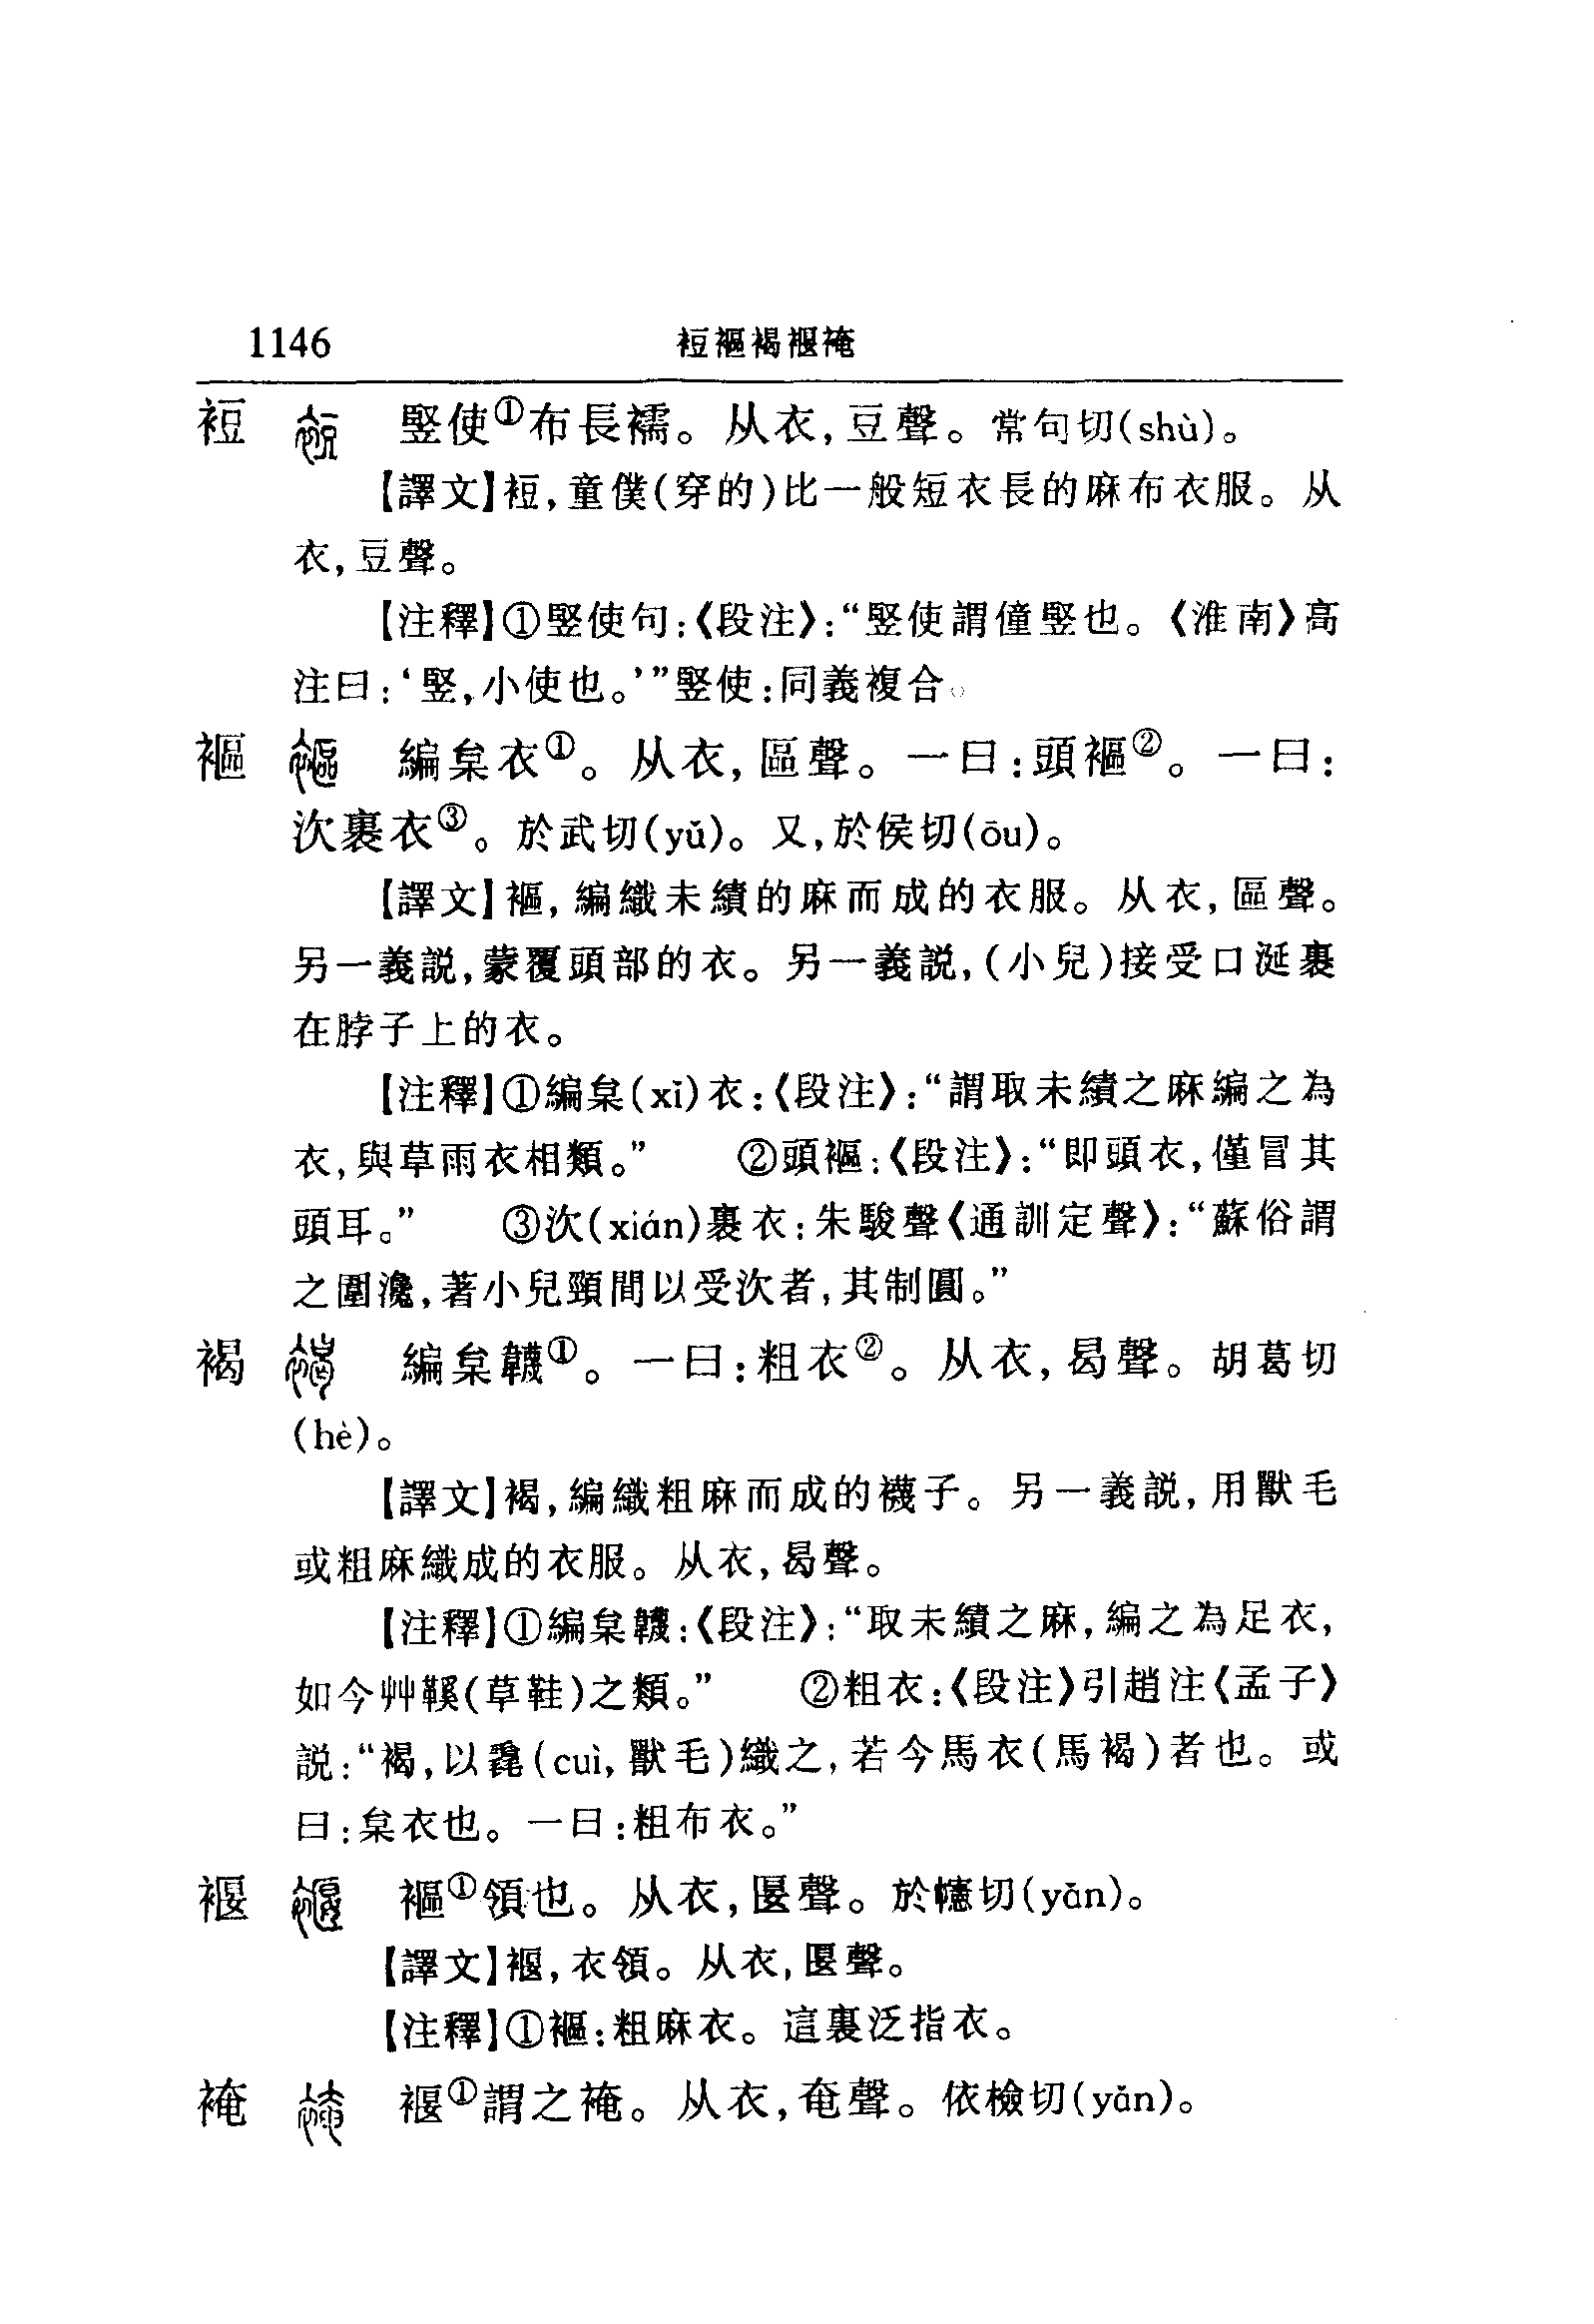 1146 裋褔褐褗裺
裋 豎使①布長襦。从衣,豆聲。常句切(shù)。
【譯文】裋,童僕(穿的)比一般短衣長的麻布衣服。从
衣,豆聲。
【注釋】①豎使句:《段注》:“豎使謂僮豎也。《淮南》高
注曰:‘豎,小使也。’”豎使:同義複合。
褔 編枲衣①。从衣,區聲。一曰:頭褔②。一曰:
次裹衣③。於武切(yǔ)。又,於侯切(ōu)。
【譯文】褔,編織未績的麻而成的衣服。从衣,區聲。
另一義説,蒙覆頭部的衣。另一義説,(小兒)接受口涎裹
在脖子上的衣。
【注釋】①編枲(xǐ)衣:《段注》:“謂取未績之麻編之為
衣,與草雨衣相類。” ②頭褔:《段注》:“即頭衣,僅冒其
頭耳。” ③次(xián)裹衣:朱駿聲《通訓定聲》:“蘇俗謂
之圍瀺,著小兒頸間以受次者,其制圓。”
褐 編枲韤①。一曰:粗衣②。从衣,曷聲。胡葛切
(hè)。
【譯文】褐,編織粗麻而成的襪子。另一義説,用獸毛
或粗麻織成的衣服。从衣,曷聲。
【注釋】①編枲韤:《段注》:“取未績之麻,編之為足衣,
如今艸鞵(草鞋)之類。” ②粗衣:《段注》引趙注《孟子》
説:“褐,以毳(cuì,獸毛)織之,若今馬衣(馬褐)者也。或
曰:枲衣也。一曰:粗布衣。”
褗 褔①領也。从衣,匽聲。於幰切(yǎn)。
【譯文】褗,衣領。从衣,匽聲。
【注釋】①褔:粗麻衣。這裏泛指衣。
裺 褗①謂之裺。从衣,奄聲。依檢切(yǎn)。